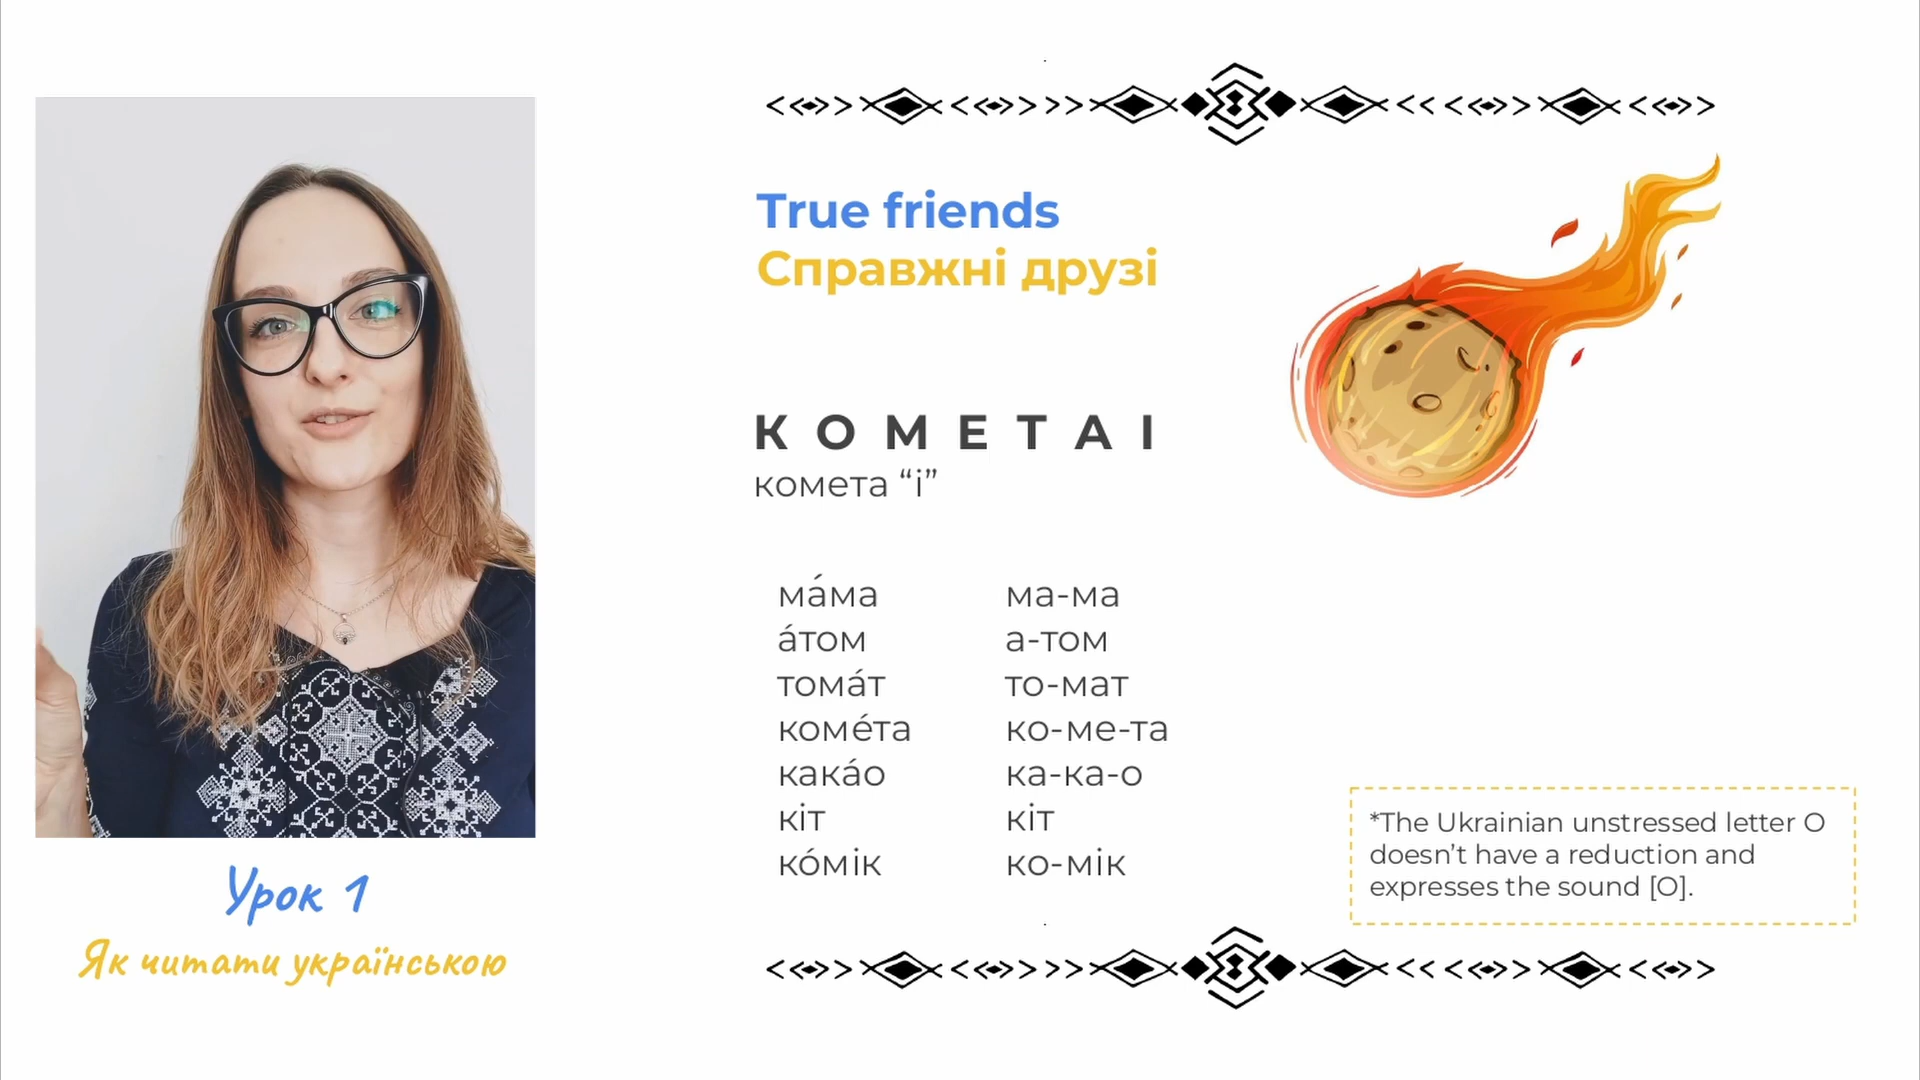 True friends
Справжні друзі
К О М Е Т А І
комета “і”
ма́ма ма-ма
а́том а-том
тома́т то-мат
коме́та ко-ме-та
кака́о ка-ка-о
кіт кіт
ко́мік ко-мік
*The Ukrainian unstressed letter O
doesn’t have a reduction and
expresses the sound [O].
Урок 1
Як читати українською